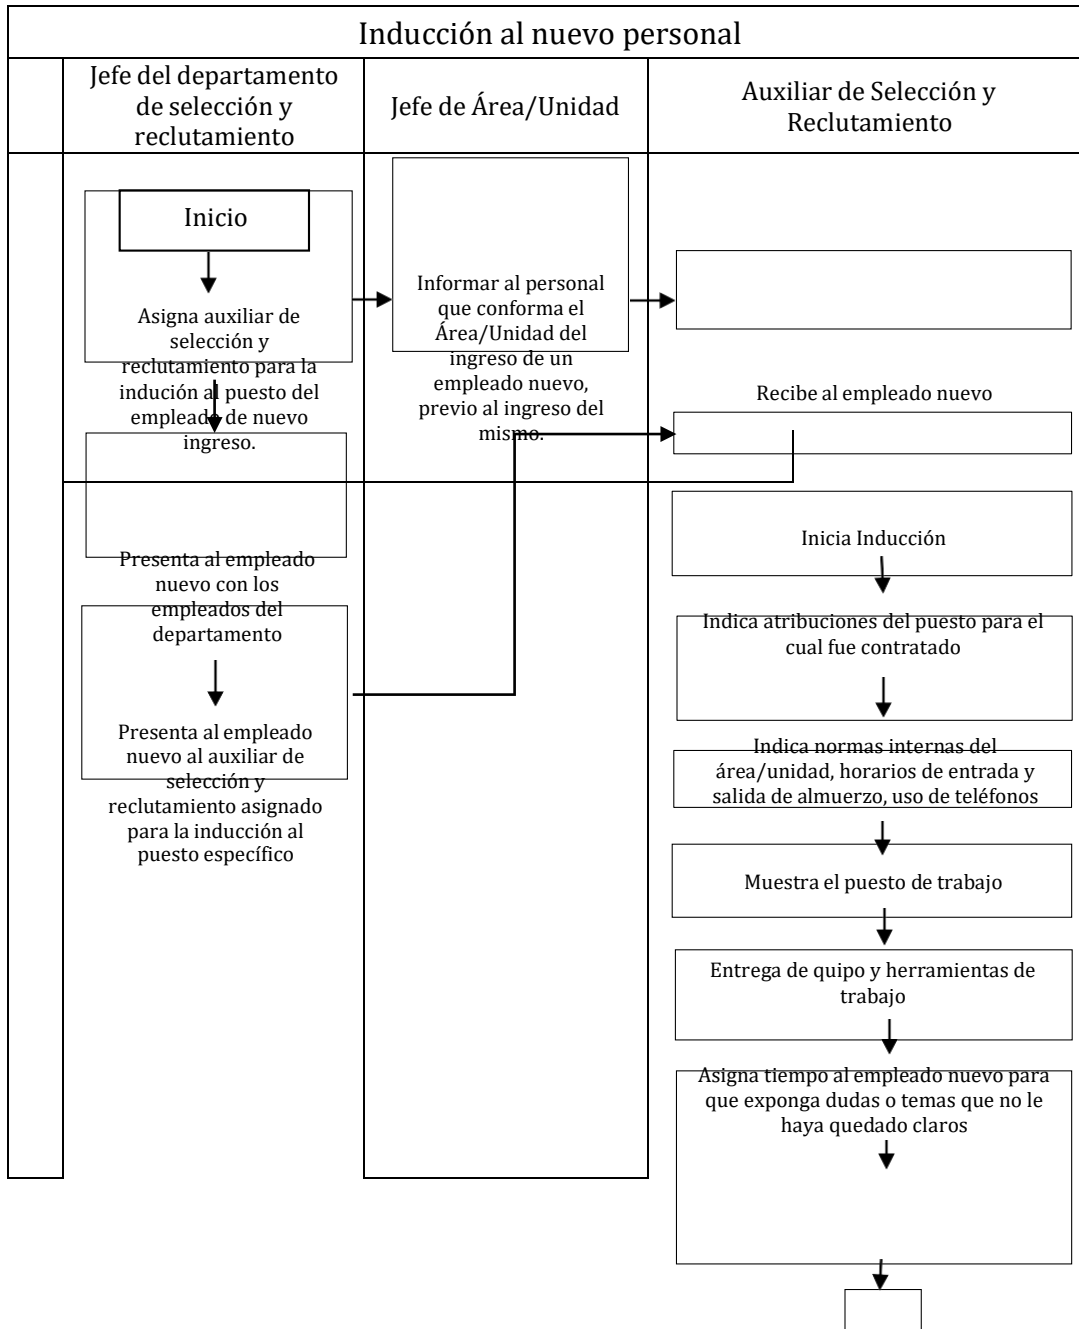 Inducción al nuevo personal
Jefe del departamento
de selección y
reclutamiento
Jefe de Área/Unidad
Auxiliar de Selección y
Reclutamiento
Inicio
Asigna auxiliar de
selección y
reclutamiento para la
indución al puesto del
empleado de nuevo
ingreso.
Presenta al empleado
nuevo con los
empleados del
departamento
Presenta al empleado
nuevo al auxiliar de
selección y
reclutamiento asignado
para la inducción al
puesto específico
Informar al personal
que conforma el
Área/Unidad del
ingreso de un
empleado nuevo,
previo al ingreso del
mismo.
Recibe al empleado nuevo
Inicia Inducción
Indica atribuciones del puesto para el
cual fue contratado
Indica normas internas del
área/unidad, horarios de entrada y
salida de almuerzo, uso de teléfonos
Muestra el puesto de trabajo
Entrega de quipo y herramientas de
trabajo
Asigna tiempo al empleado nuevo para
que exponga dudas o temas que no le
haya quedado claros